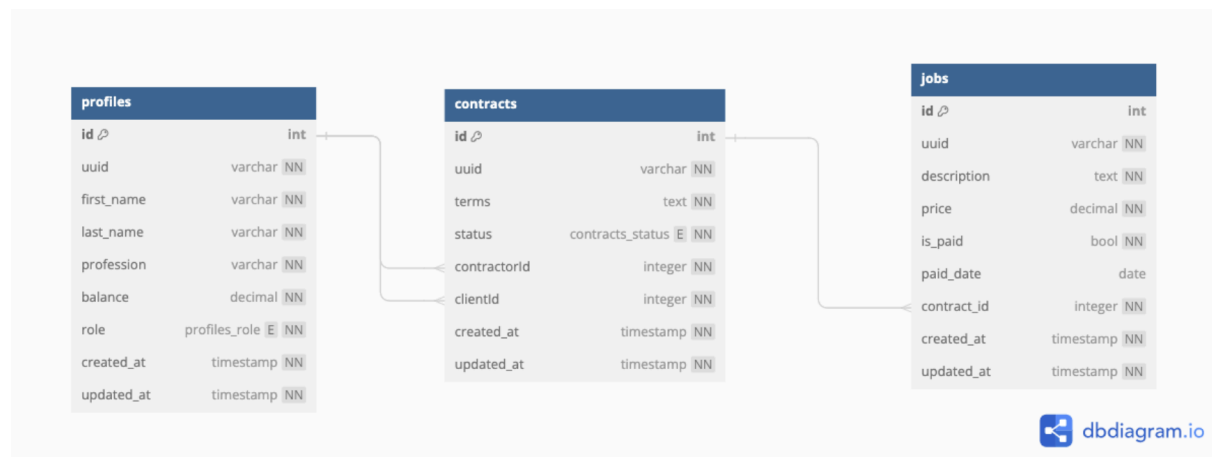 profiles
id int
uuid varchar NN
first_name varchar NN
last_name varchar NN
profession varchar NN
balance decimal NN
role profiles_role E NN
created_at timestamp NN
updated_at timestamp NN
contracts
id int
uuid varchar NN
terms text NN
status contracts_status E NN
contractorId integer NN
clientId integer NN
created_at timestamp NN
updated_at timestamp NN
jobs
id int
uuid varchar NN
description text NN
price decimal NN
is_paid bool NN
paid_date date
contract_id integer NN
created_at timestamp NN
updated_at timestamp NN
dbdiagram.io